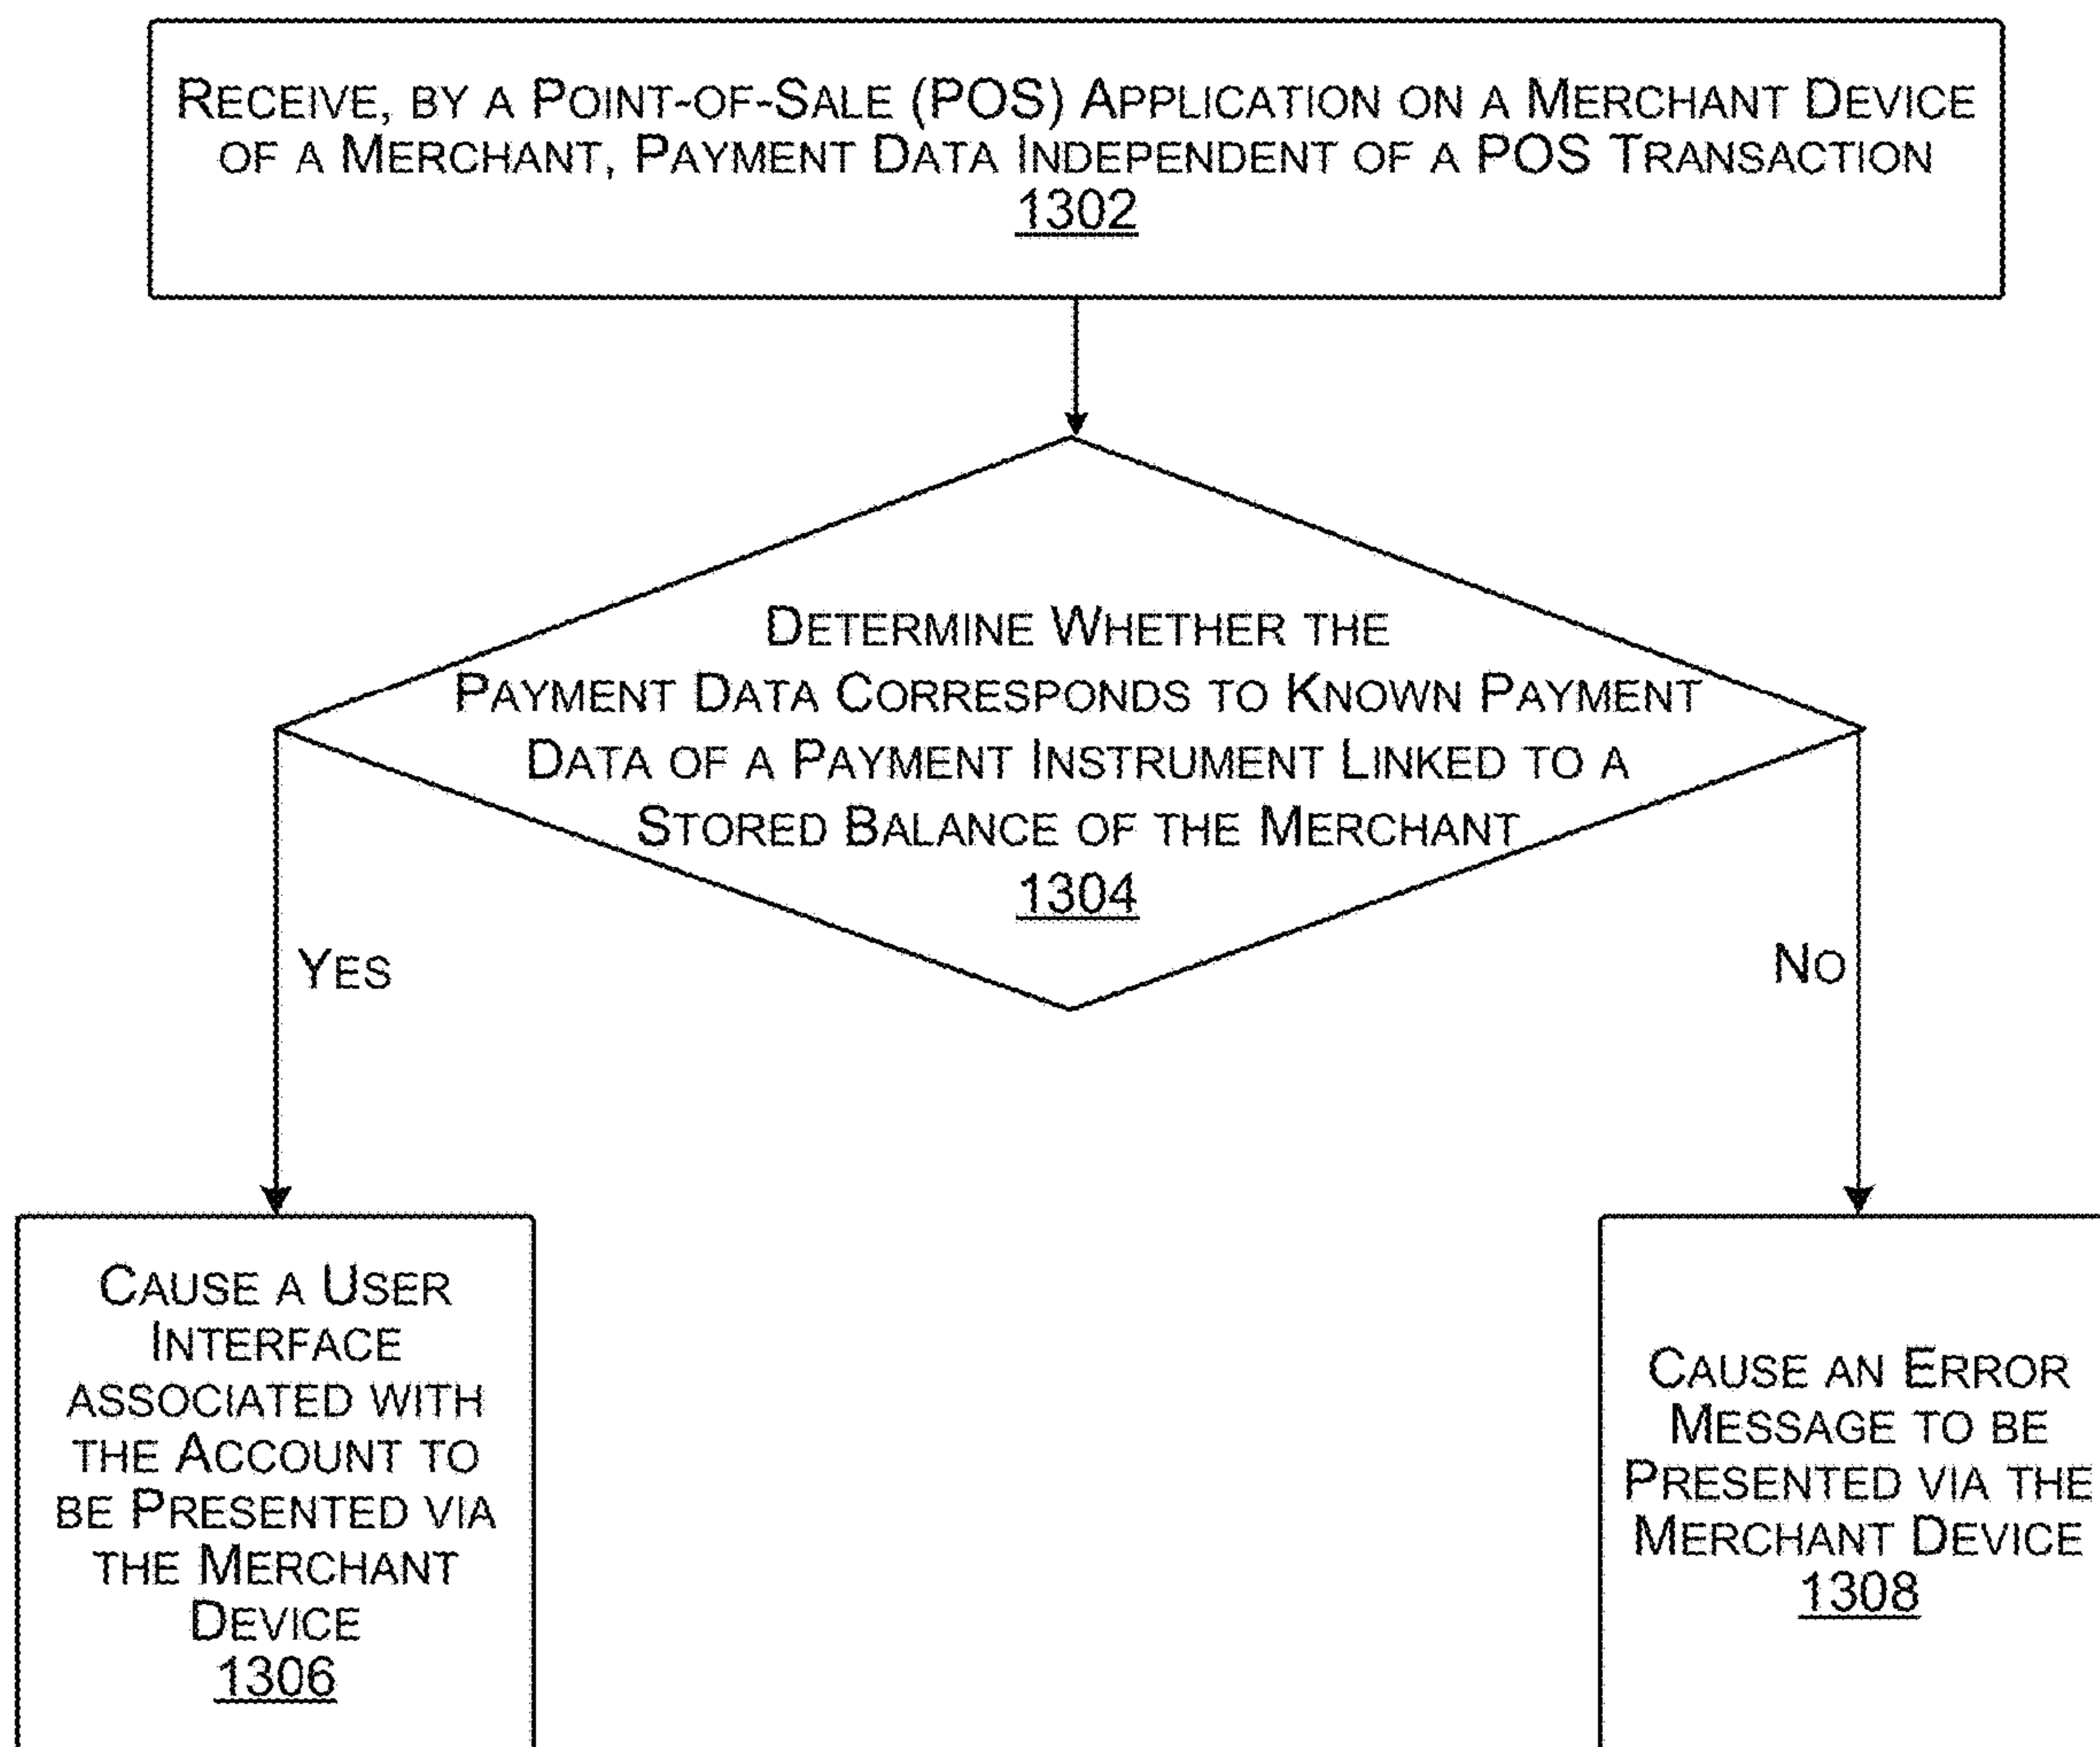 RECEIVE, BY A POINT-OF-SALE (POS) APPLICATION ON A MERCHANT DEVICE
OF A MERCHANT, PAYMENT DATA INDEPENDENT OF A POS TRANSACTION
1302
DETERMINE WHETHER THE
PAYMENT DATA CORRESPONDS TO KNOWN PAYMENT
DATA OF A PAYMENT INSTRUMENT LINKED TO A
STORED BALANCE OF THE MERCHANT
1304
YES
NO
CAUSE A USER
INTERFACE
ASSOCIATED WITH
THE ACCOUNT TO
BE PRESENTED VIA
THE MERCHANT
DEVICE
1306
CAUSE AN ERROR
MESSAGE TO BE
PRESENTED VIA THE
MERCHANT DEVICE
1308